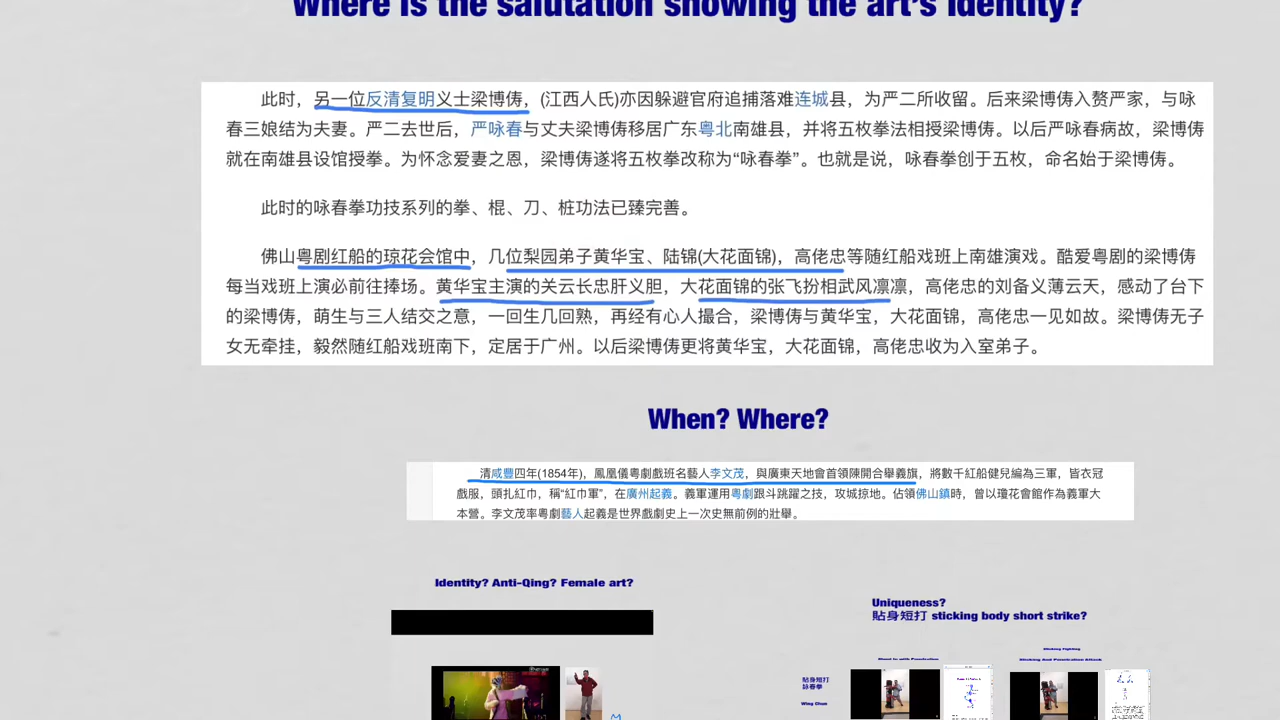 Where is the salutation showing the art's identity?
此时，另一位反清复明义士梁博俦，(江西人氏)亦因躲避官府追捕落难连城县，为严二所收留。后来梁博俦入赘严家，与咏
春三娘结为夫妻。严二去世后，严咏春与丈夫梁博俦移居广东粤北南雄县，并将五枚拳法相授梁博俦。以后严咏春病故，梁博俦
就在南雄县设馆授拳。为怀念爱妻之恩，梁博俦遂将五枚拳改称为“咏春拳”。也就是说，咏春拳创于五枚，命名始于梁博俦。
此时的咏春拳功技系列的拳、棍、刀、桩功法已臻完善。
佛山粤剧红船的琼花会馆中，几位梨园弟子黄华宝、陆锦(大花面锦)，高佬忠等随红船戏班上南雄演戏。酷爱粤剧的梁博俦
每当戏班上演必前往捧场。黄华宝主演的关云长忠肝义胆，大花面锦的张飞扮相武风凛凛，高佬忠的刘备义薄云天，感动了台下
的梁博俦，萌生与三人结交之意，一回生几回熟，再经有心人撮合，梁博俦与黄华宝，大花面锦，高佬忠一见如故。梁博俦无子
女无牵挂，毅然随红船戏班南下，定居于广州。以后梁博俦更将黄华宝，大花面锦，高佬忠收为入室弟子。
When? Where?
清咸豐四年(1854年)，鳳凰儀粵劇戲班名藝人李文茂，與廣東天地會首領陳開合舉義旗，將數千紅船健兒編為三軍，皆衣冠
戲服，頭扎紅巾，稱“紅巾軍”，在廣州起義。義軍運用粵劇跟斗跳躍之技，攻城掠地。佔領佛山鎮時，曾以瓊花會館作為義軍大
本營。李文茂率粵劇藝人起義是世界戲劇史上一次史無前例的壯舉。
Identity? Anti-Qing? Female art?
Uniqueness?
貼身短打 sticking body short strike?
Sticking Fighting
Sticking And Penetration Attack
貼身短打
詠春拳
Wing Chun